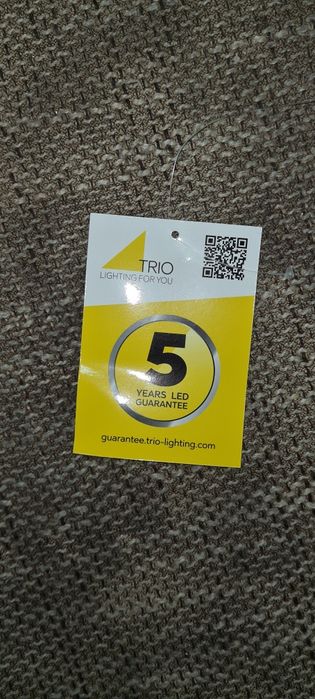 TRIO
LIGHTING FOR YOU
5
YEARS LED
GUARANTEE
guarantee.trio-lighting.com